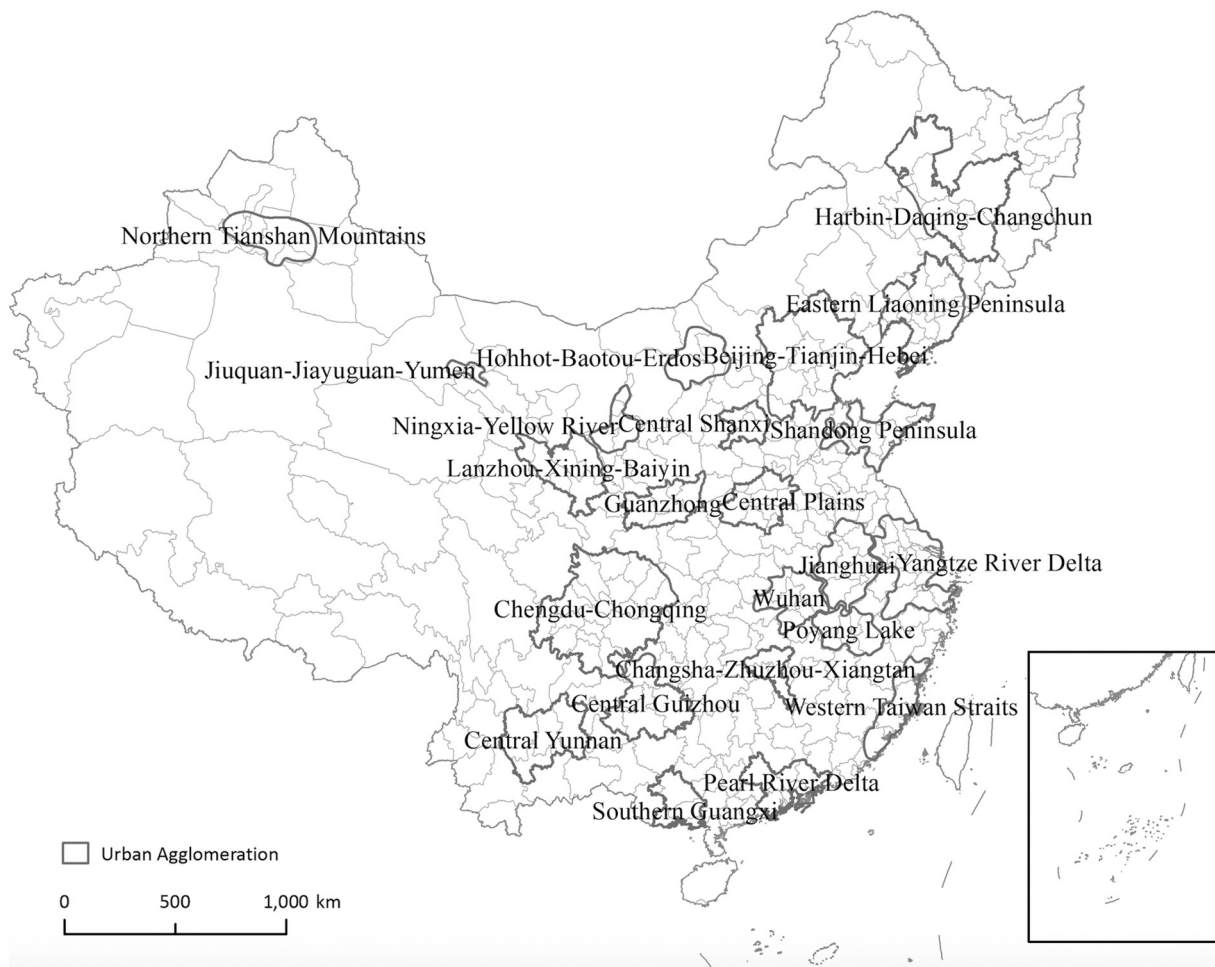 Harbin-Daqing-Changchun
Northern Tianshan Mountains
Eastern Liaoning Peninsula
Hohhot-Baotou-Erdos
Beijing-Tianjin-Hebei
Jiuquan-Jiayuguan-Yumen
Ningxia-Yellow River
Central Shanxi
Shandong Peninsula
Lanzhou-Xining-Baiyin
Guanzhong
Central Plains
Jianghuai
Yangtze River Delta
Wuhan
Chengdu-Chongqing
Poyang Lake
Changsha-Zhuzhou-Xiangtan
Central Guizhou
Western Taiwan Straits
Central Yunnan
Pearl River Delta
Southern Guangxi
Urban Agglomeration
0 500 1,000 km